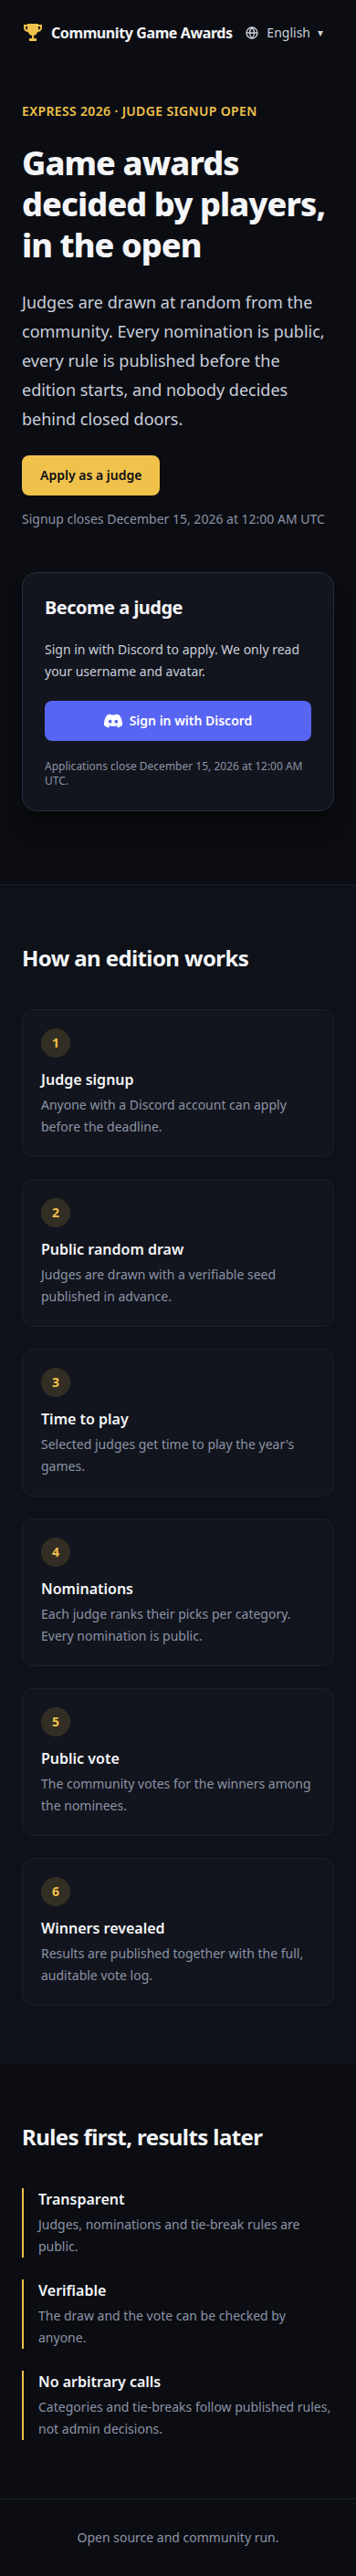 Community Game Awards English ▾
EXPRESS 2026 · JUDGE SIGNUP OPEN
Game awards
decided by players,
in the open
Judges are drawn at random from the
community. Every nomination is public,
every rule is published before the
edition starts, and nobody decides
behind closed doors.
Apply as a judge
Signup closes December 15, 2026 at 12:00 AM UTC
Become a judge
Sign in with Discord to apply. We only read
your username and avatar.
Sign in with Discord
Applications close December 15, 2026 at 12:00 AM
UTC.
How an edition works
1
Judge signup
Anyone with a Discord account can apply
before the deadline.
2
Public random draw
Judges are drawn with a verifiable seed
published in advance.
3
Time to play
Selected judges get time to play the year's
games.
4
Nominations
Each judge ranks their picks per category.
Every nomination is public.
5
Public vote
The community votes for the winners among
the nominees.
6
Winners revealed
Results are published together with the full,
auditable vote log.
Rules first, results later
Transparent
Judges, nominations and tie-break rules are
public.
Verifiable
The draw and the vote can be checked by
anyone.
No arbitrary calls
Categories and tie-breaks follow published rules,
not admin decisions.
Open source and community run.